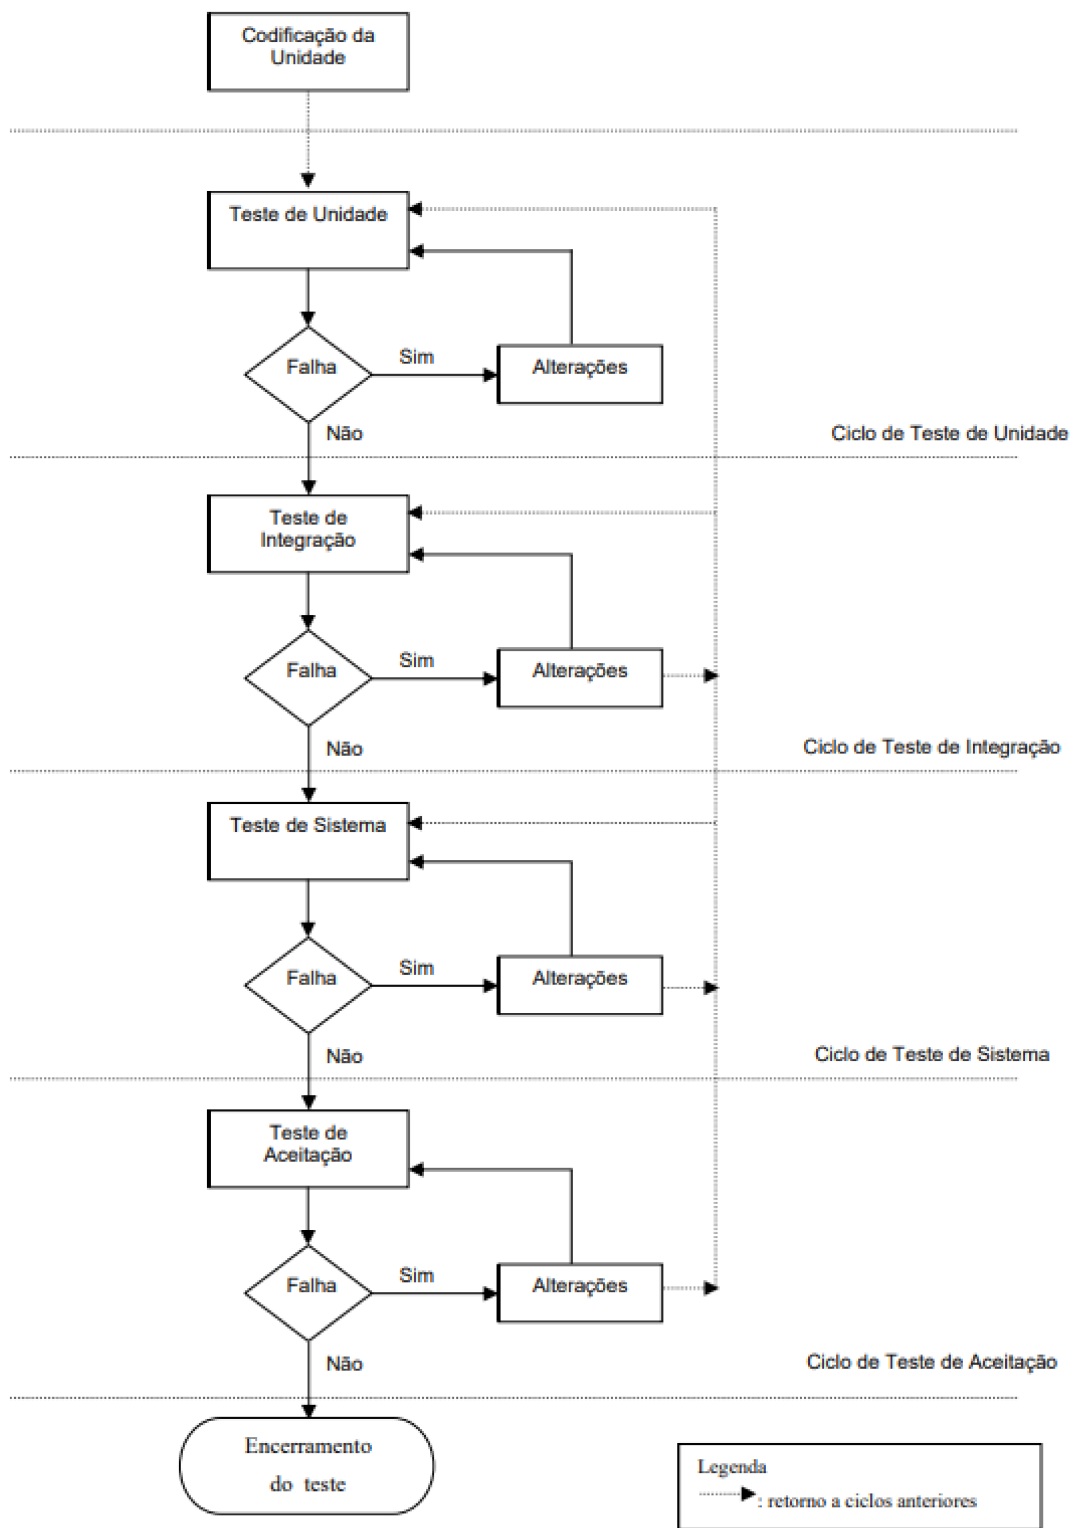 Codificação da
Unidade
Teste de Unidade
Falha
Sim
Alterações
Não
Ciclo de Teste de Unidade
Teste de
Integração
Falha
Sim
Alterações
Não
Ciclo de Teste de Integração
Teste de Sistema
Falha
Sim
Alterações
Não
Ciclo de Teste de Sistema
Teste de
Aceitação
Falha
Sim
Alterações
Não
Ciclo de Teste de Aceitação
Encerramento
do teste
Legenda
: retorno a ciclos anteriores